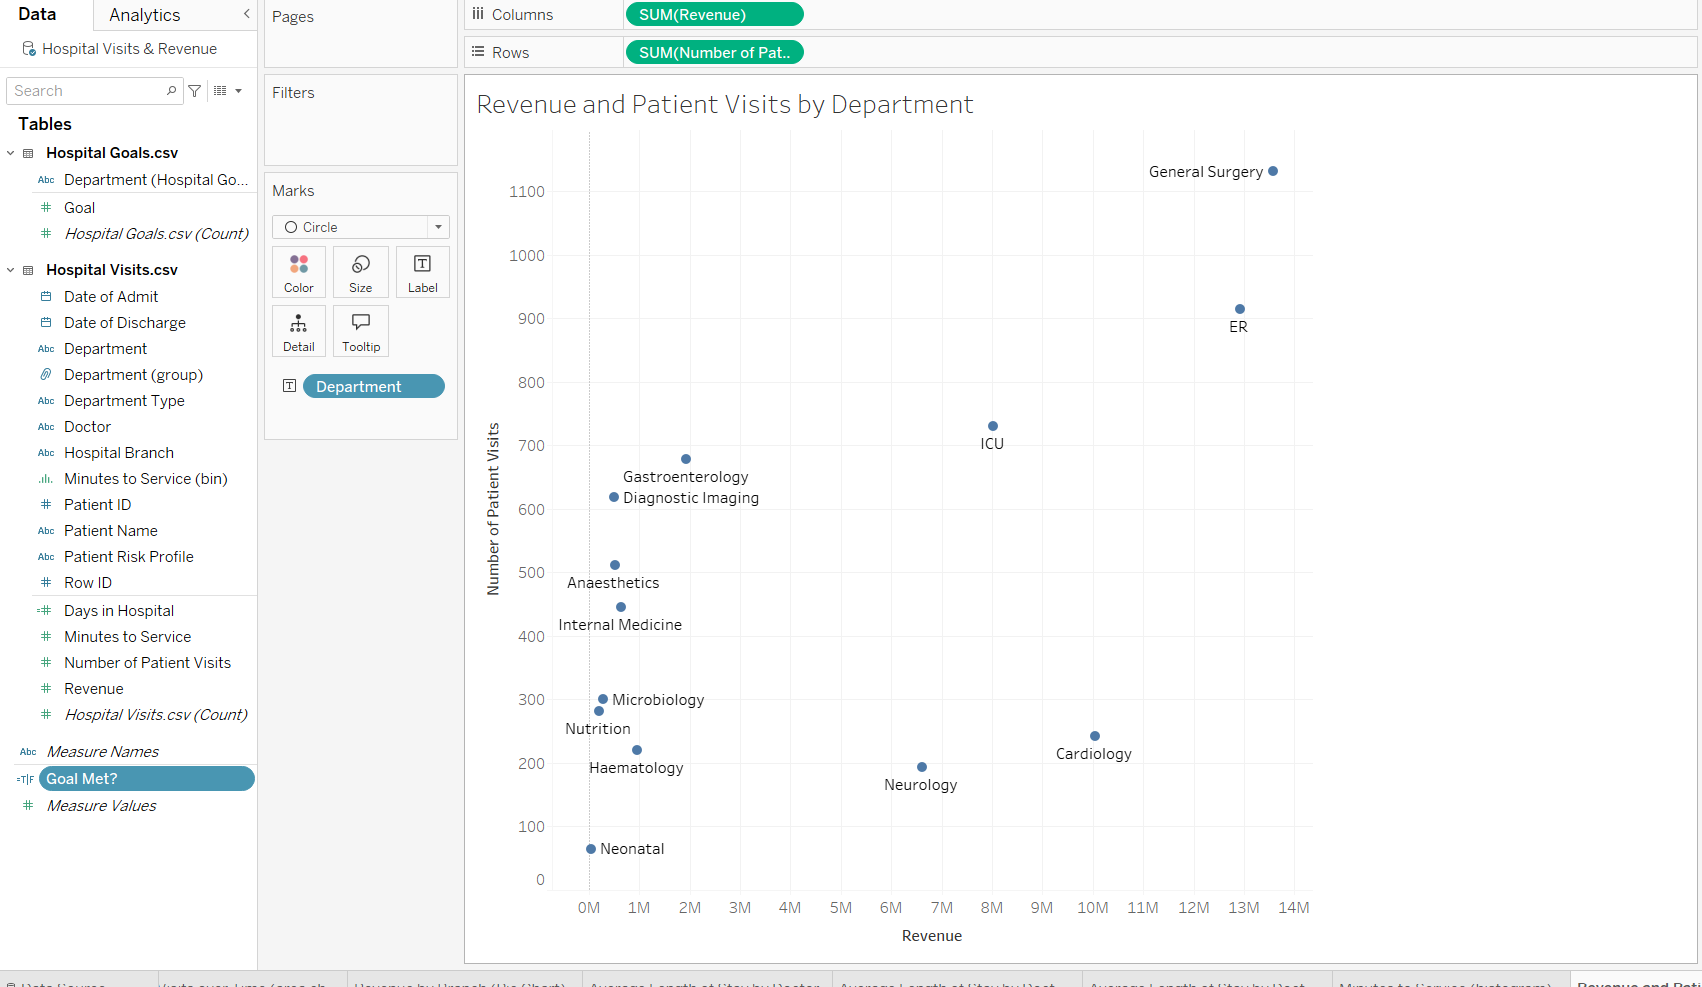 Data
Analytics
Hospital Visits & Revenue
Search
Tables
Hospital Goals.csv
Abc Department (Hospital Go...
Goal
Hospital Goals.csv (Count)
Hospital Visits.csv
Date of Admit
Date of Discharge
Abc Department
Department (group)
Abc Department Type
Abc Doctor
Abc Hospital Branch
Minutes to Service (bin)
# Patient ID
Abc Patient Name
Abc Patient Risk Profile
# Row ID
=# Days in Hospital
# Minutes to Service
# Number of Patient Visits
# Revenue
# Hospital Visits.csv (Count)
Abc Measure Names
=T|F Goal Met?
# Measure Values
Pages
Filters
Marks
Circle
Color
Size
T
Label
Detail
Tooltip
T Department
Columns
SUM(Revenue)
Rows
SUM(Number of Pat..
Revenue and Patient Visits by Department
Number of Patient Visits
1100
1000
900
800
700
600
500
400
300
200
100
0
General Surgery
ER
ICU
Gastroenterology
Diagnostic Imaging
Anaesthetics
Internal Medicine
Microbiology
Nutrition
Haematology
Cardiology
Neurology
Neonatal
0M 1M 2M 3M 4M 5M 6M 7M 8M 9M 10M 11M 12M 13M 14M
Revenue